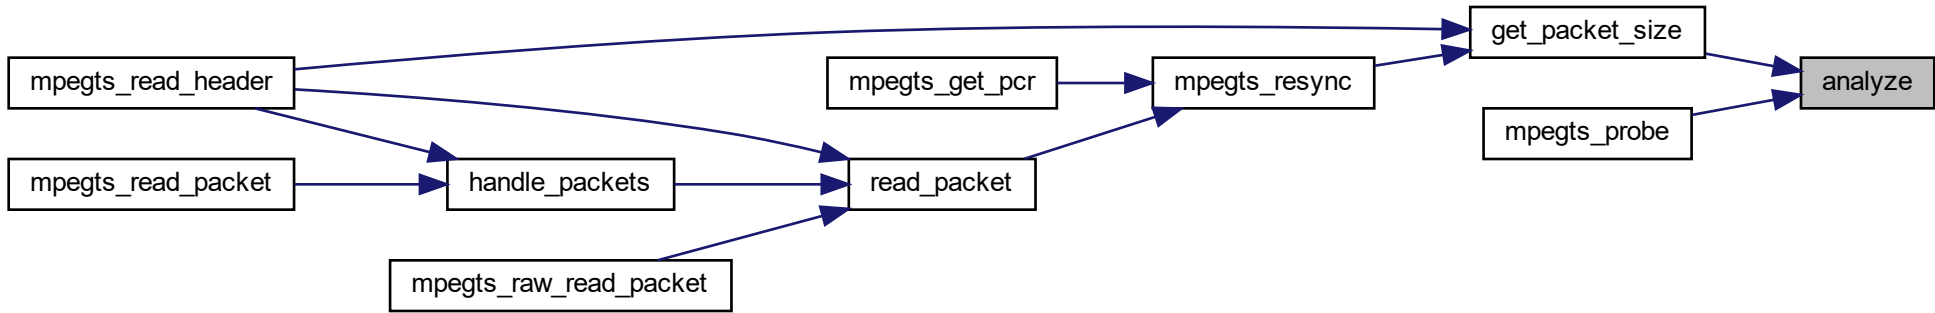 get_packet_size
mpegts_read_header
mpegts_get_pcr
mpegts_resync
analyze
mpegts_probe
mpegts_read_packet
handle_packets
read_packet
mpegts_raw_read_packet